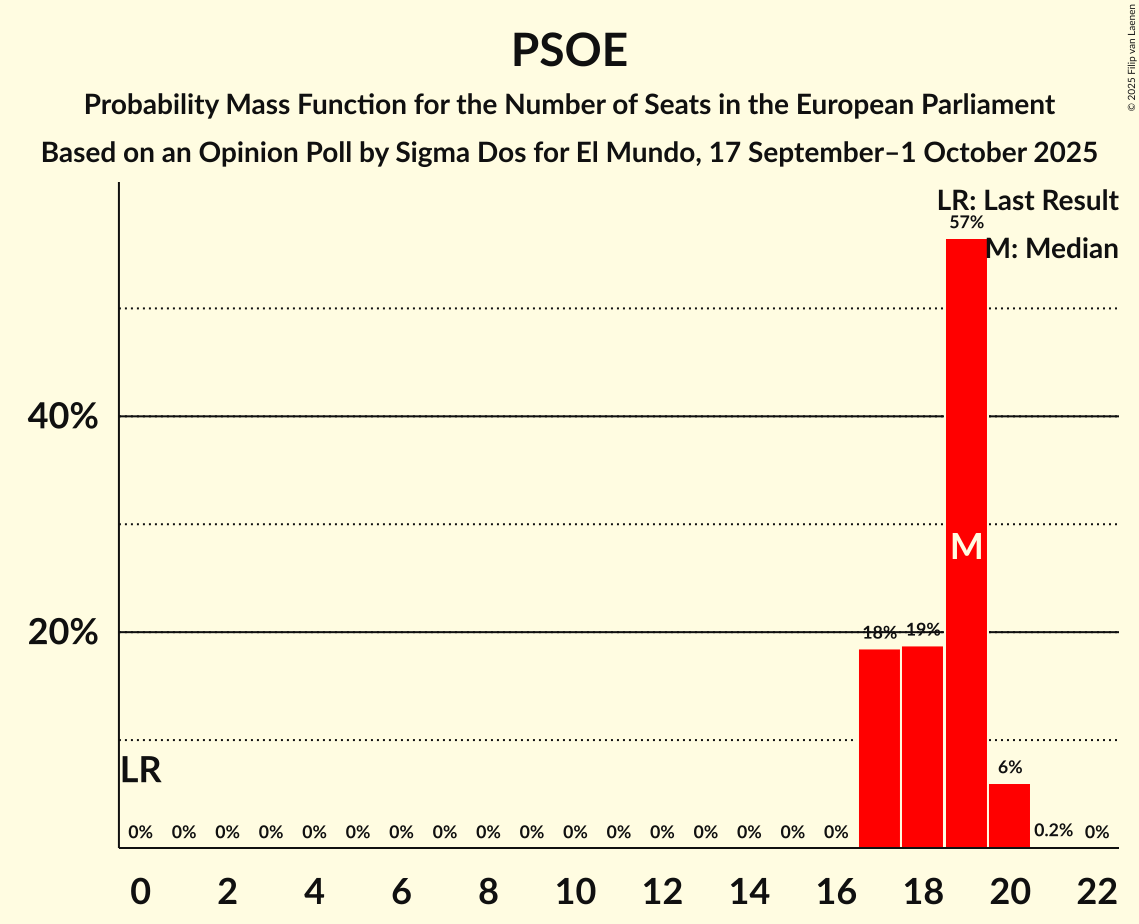 PSOE
Probability Mass Function for the Number of Seats in the European Parliament
Based on an Opinion Poll by Sigma Dos for El Mundo, 17 September–1 October 2025
© 2025 Filip van Laenen
LR: Last Result
57%
M: Median
40%
M
20%
18% 19%
LR
6%
0% 0% 0% 0% 0% 0% 0% 0% 0% 0% 0% 0% 0% 0% 0% 0% 0% 0.2% 0%
0 2 4 6 8 10 12 14 16 18 20 22